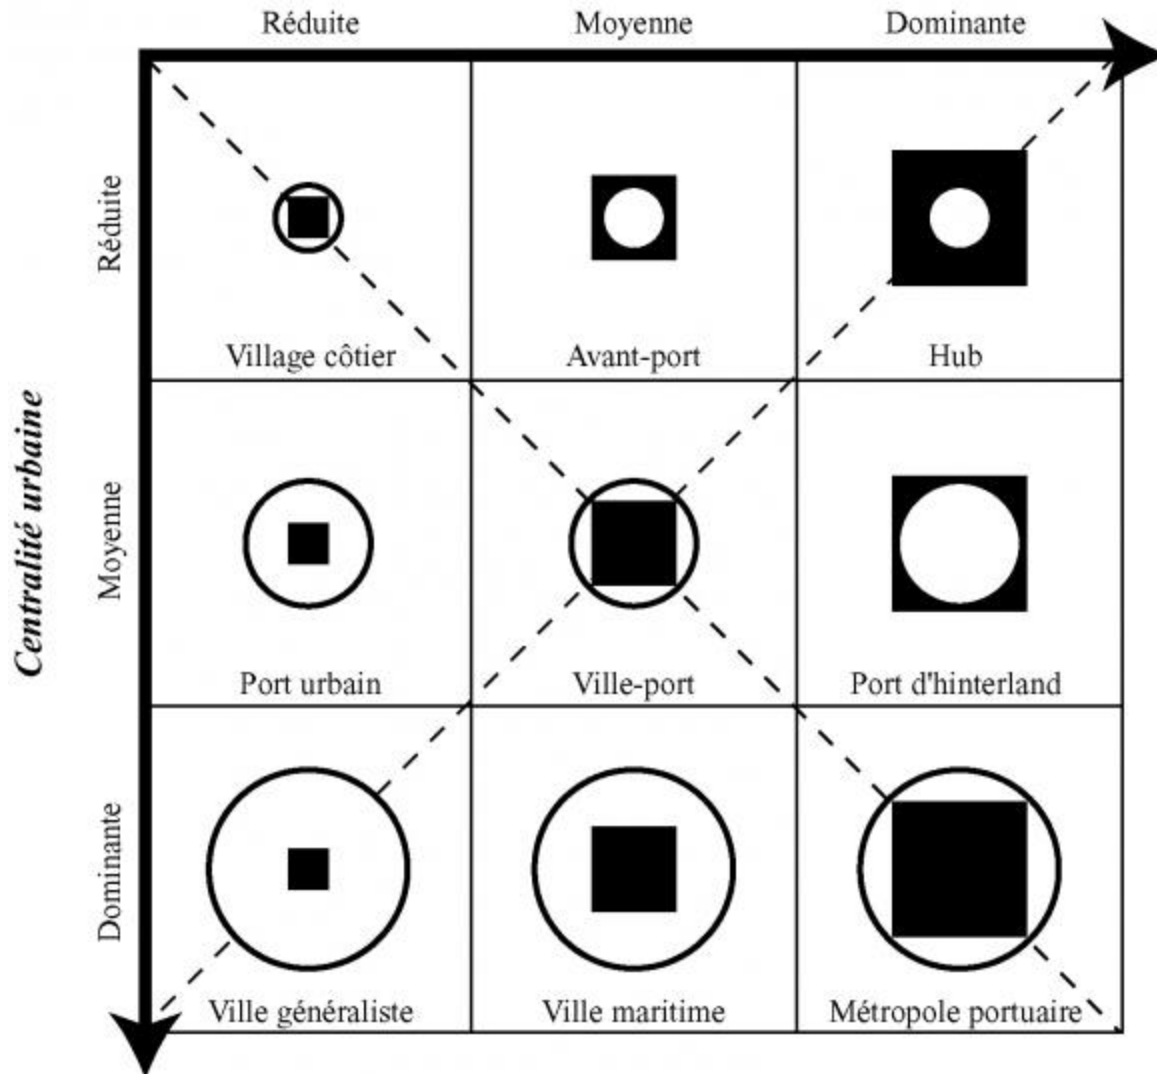 Réduite
Moyenne
Dominante
Centralité urbaine
Réduite
Village côtier
Avant-port
Hub
Moyenne
Port urbain
Ville-port
Port d'hinterland
Dominante
Ville généraliste
Ville maritime
Métropole portuaire